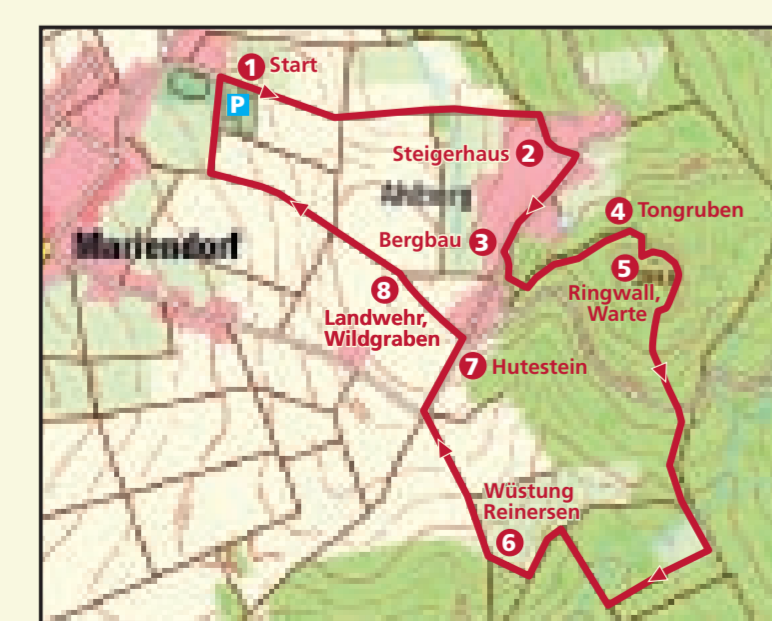 1 Start
P
Steigerhaus 2
Ahlberg
4 Tongruben
Bergbau 3
Mariendorf
5
Ringwall,
Warte
8
Landwehr,
Wildgraben
7 Hutestein
Wüstung
Reinersen
6